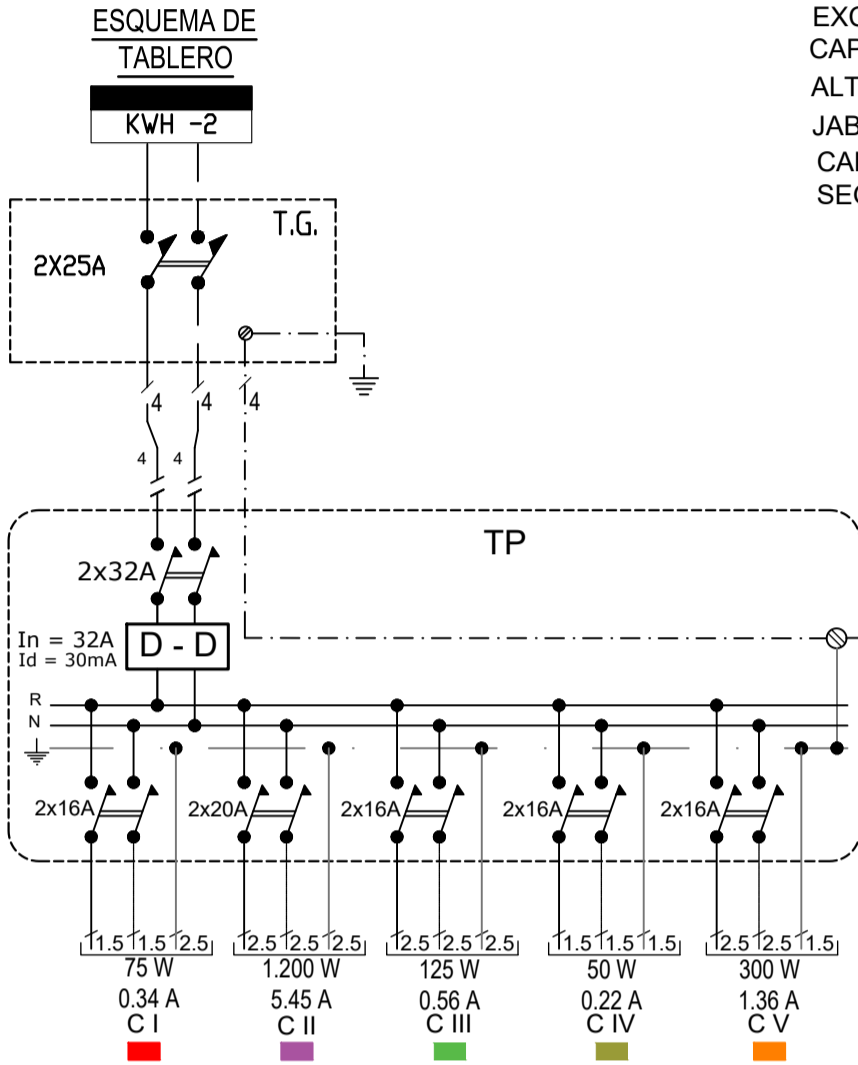 ESQUEMA DE
TABLERO
KWH -2
T.G.
2X25A
4 4 4
4 4
TP
2x32A
In = 32A
Id = 30mA
D - D
R
N
2x16A 2x20A 2x16A 2x16A 2x16A
1.5 1.5 2.5 2.5 2.5 2.5 2.5 2.5 2.5 1.5 1.5 1.5 2.5 2.5 1.5
75 W 1.200 W 125 W 50 W 300 W
0.34 A 5.45 A 0.56 A 0.22 A 1.36 A
C I C II C III C IV C V
ALT
JAB
SEC